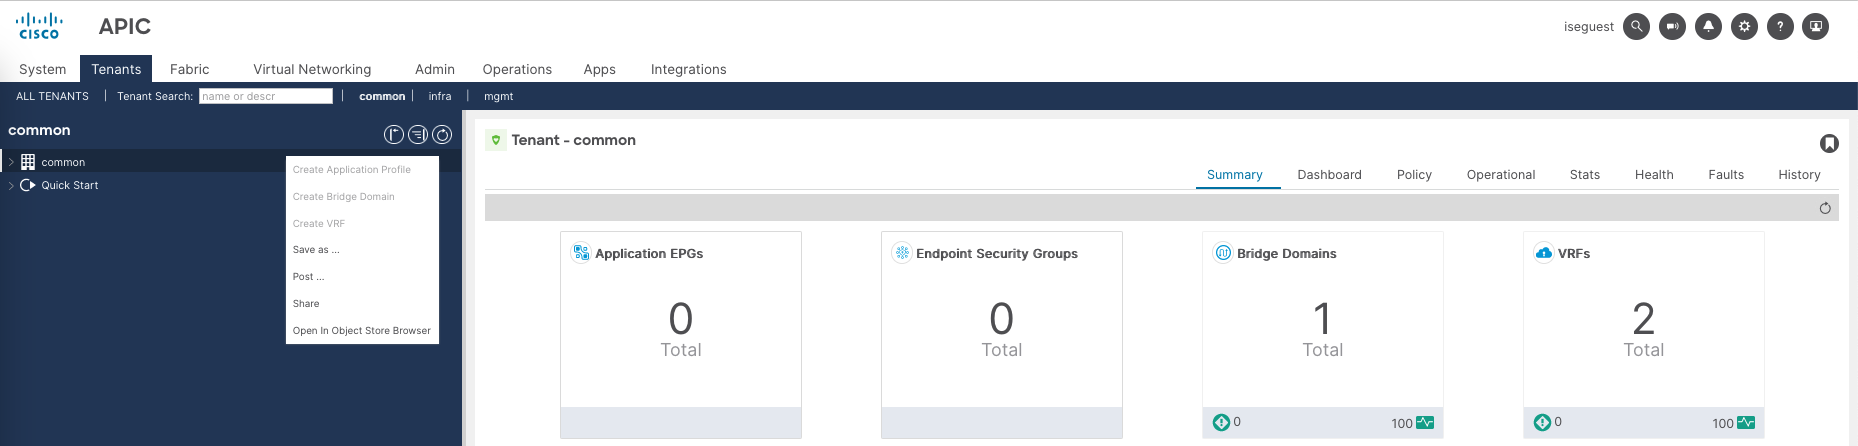 CISCO
APIC
iseguest
System Tenants Fabric Virtual Networking Admin Operations Apps Integrations
ALL TENANTS | Tenant Search: name or descr | common | infra | mgmt
common
common
Quick Start
Create Application Profile
Create Bridge Domain
Create VRF
Save as ...
Post ...
Share
Open In Object Store Browser
Tenant - common
Summary Dashboard Policy Operational Stats Health Faults History
Application EPGs
0
Total
Endpoint Security Groups
0
Total
Bridge Domains
1
Total
0 100
VRFs
2
Total
0 100